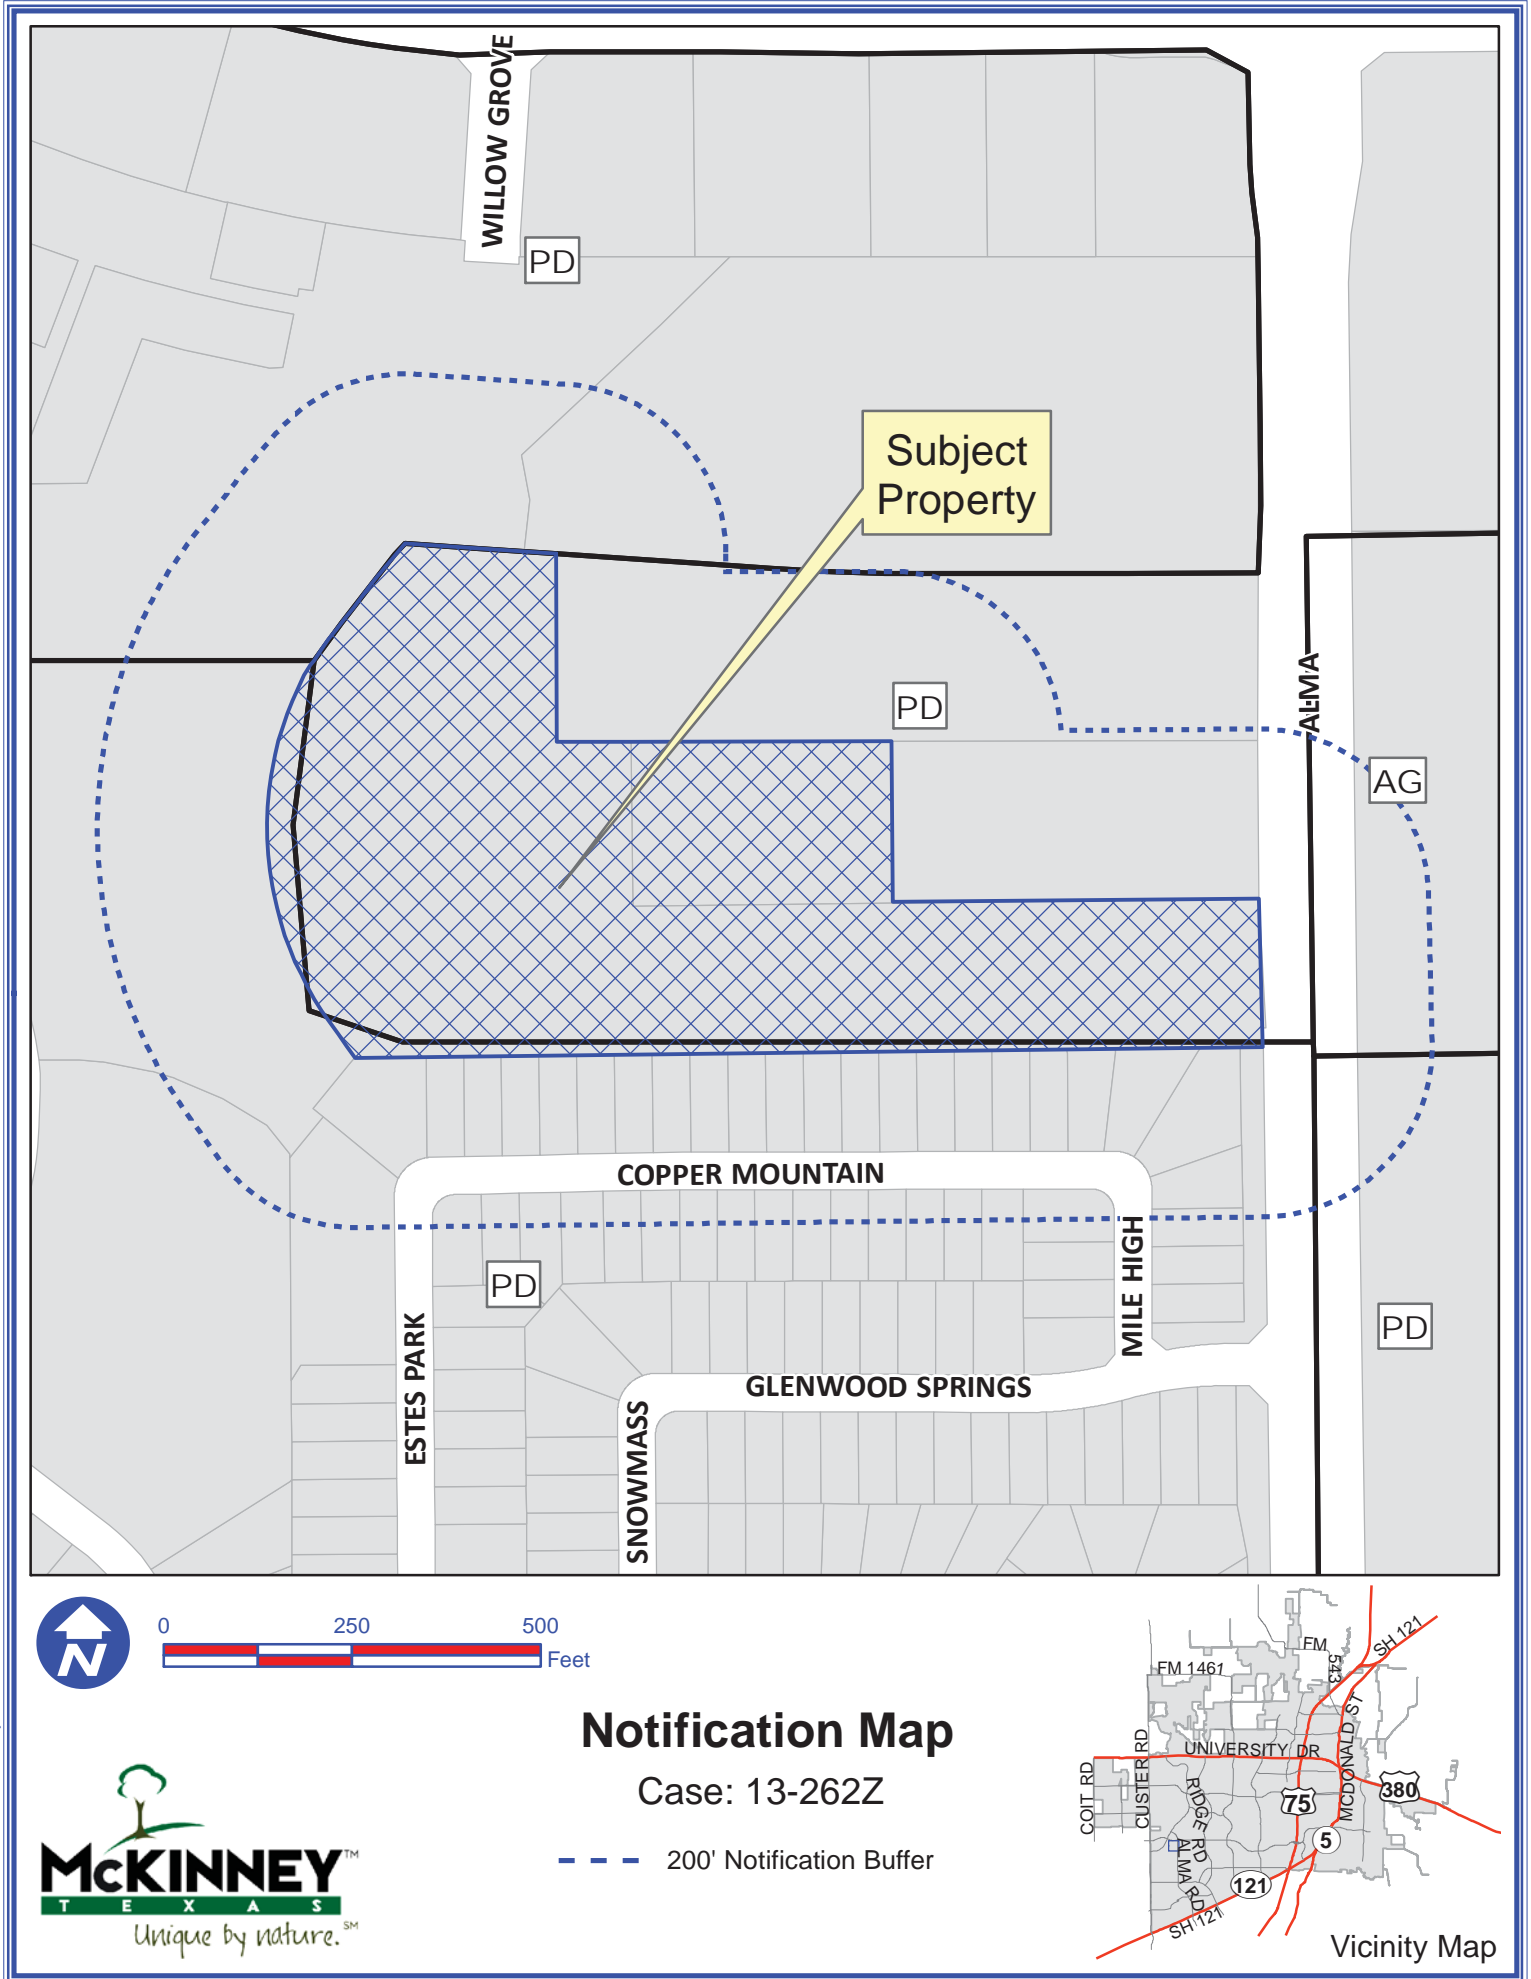 WILLOW GROVE
PD
Subject
Property
ALMA
PD
AG
COPPER MOUNTAIN
MILE HIGH
PD
ESTES PARK
PD
GLENWOOD SPRINGS
SNOWMASS
N
0 250 500
Feet
Notification Map
Case: 13-262Z
200' Notification Buffer
McKINNEY™
TEXAS
Unique by nature.℠
FM
543
SH 121
FM 1461
MCDONALD ST
UNIVERSITY DR
CUSTER RD
COIT RD
RIDGE RD
75
380
5
ALMA RD
121
SH 121
Vicinity Map